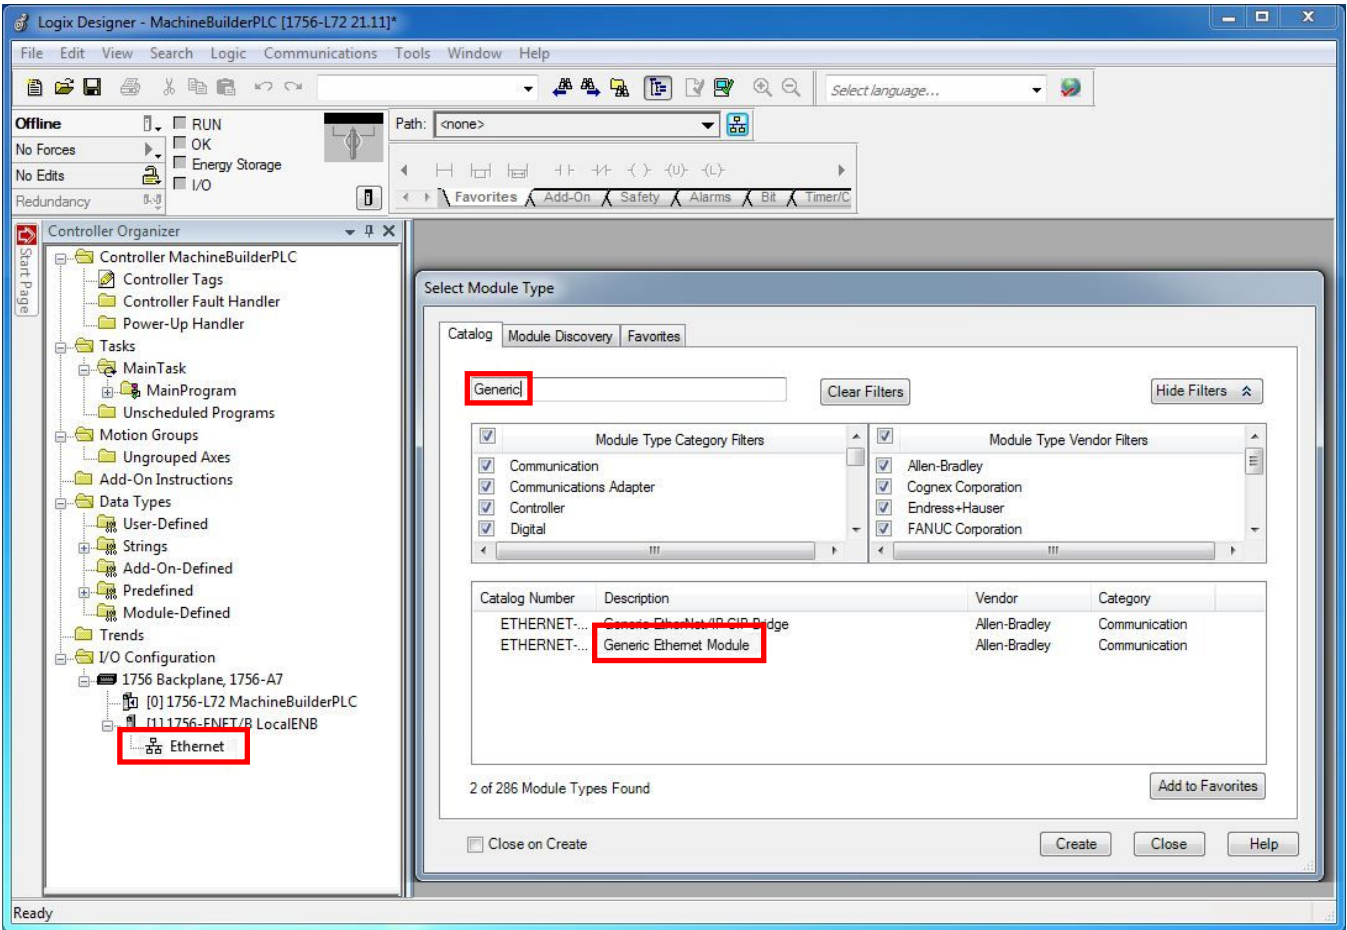 Logix Designer - MachineBuilderPLC [1756-L72 21.11]*
File Edit View Search Logic Communications Tools Window Help
Select language...
Offline RUN
No Forces OK
Energy Storage
No Edits I/O
Redundancy
Path: <none>
Favorites Add-On Safety Alarms Bit Timer/C
Start Page
Controller Organizer
Controller MachineBuilderPLC
Controller Tags
Controller Fault Handler
Power-Up Handler
Tasks
MainTask
MainProgram
Unscheduled Programs
Motion Groups
Ungrouped Axes
Add-On Instructions
Data Types
User-Defined
Strings
Add-On-Defined
Predefined
Module-Defined
Trends
I/O Configuration
1756 Backplane, 1756-A7
[0] 1756-L72 MachineBuilderPLC
[1] 1756-ENET/B LocalENB
Ethernet
Select Module Type
Catalog Module Discovery Favorites
Generic Clear Filters Hide Filters
Module Type Category Filters
Communication
Communications Adapter
Controller
Digital
Module Type Vendor Filters
Allen-Bradley
Cognex Corporation
Endress+Hauser
FANUC Corporation
Catalog Number Description Vendor Category
ETHERNET-... Generic EtherNet/IP CIP Bridge Allen-Bradley Communication
ETHERNET-... Generic Ethernet Module Allen-Bradley Communication
2 of 286 Module Types Found Add to Favorites
Close on Create Create Close Help
Ready